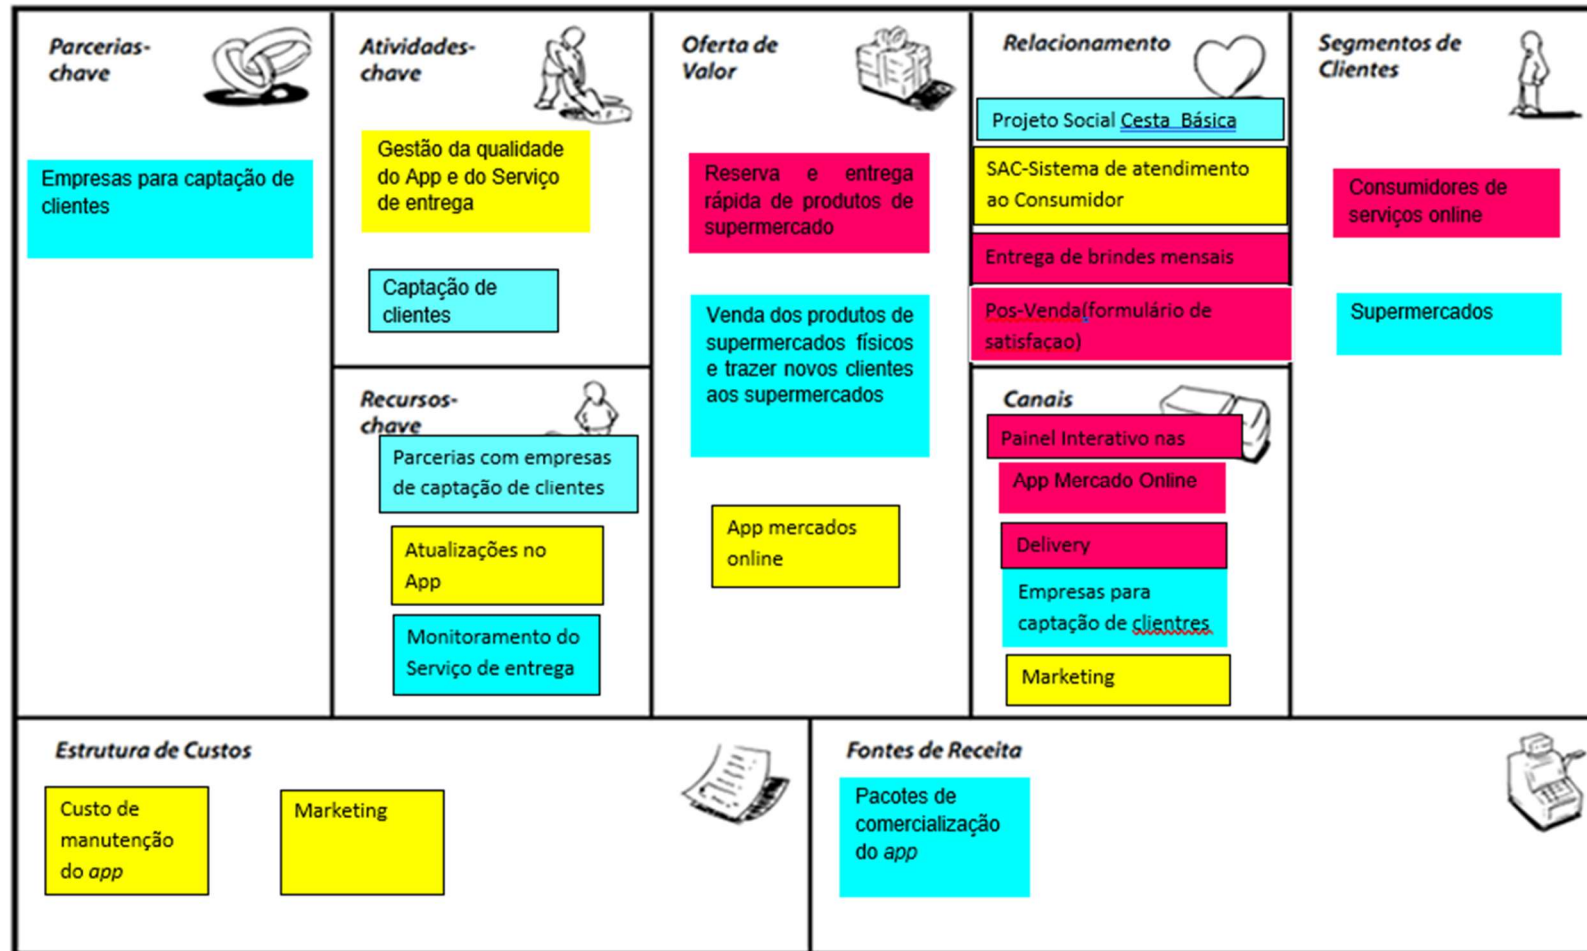 Parcerias-
chave
Empresas para captação de
clientes
Atividades-
chave
Gestão da qualidade
do App e do Serviço
de entrega
Captação de
clientes
Recursos-
chave
Parcerias com empresas
de captação de clientes
Atualizações no
App
Monitoramento do
Serviço de entrega
Oferta de
Valor
Reserva e entrega
rápida de produtos de
supermercado
Venda dos produtos de
supermercados físicos
e trazer novos clientes
aos supermercados
App mercados
online
Relacionamento
Projeto Social Cesta Básica
SAC-Sistema de atendimento
ao Consumidor
Entrega de brindes mensais
Pos-Venda(formulário de
satisfaçao)
Canais
Painel Interativo nas
App Mercado Online
Delivery
Empresas para
captação de clientres
Marketing
Segmentos de
Clientes
Consumidores de
serviços online
Supermercados
Estrutura de Custos
Custo de
manutenção
do app
Marketing
Fontes de Receita
Pacotes de
comercialização
do app